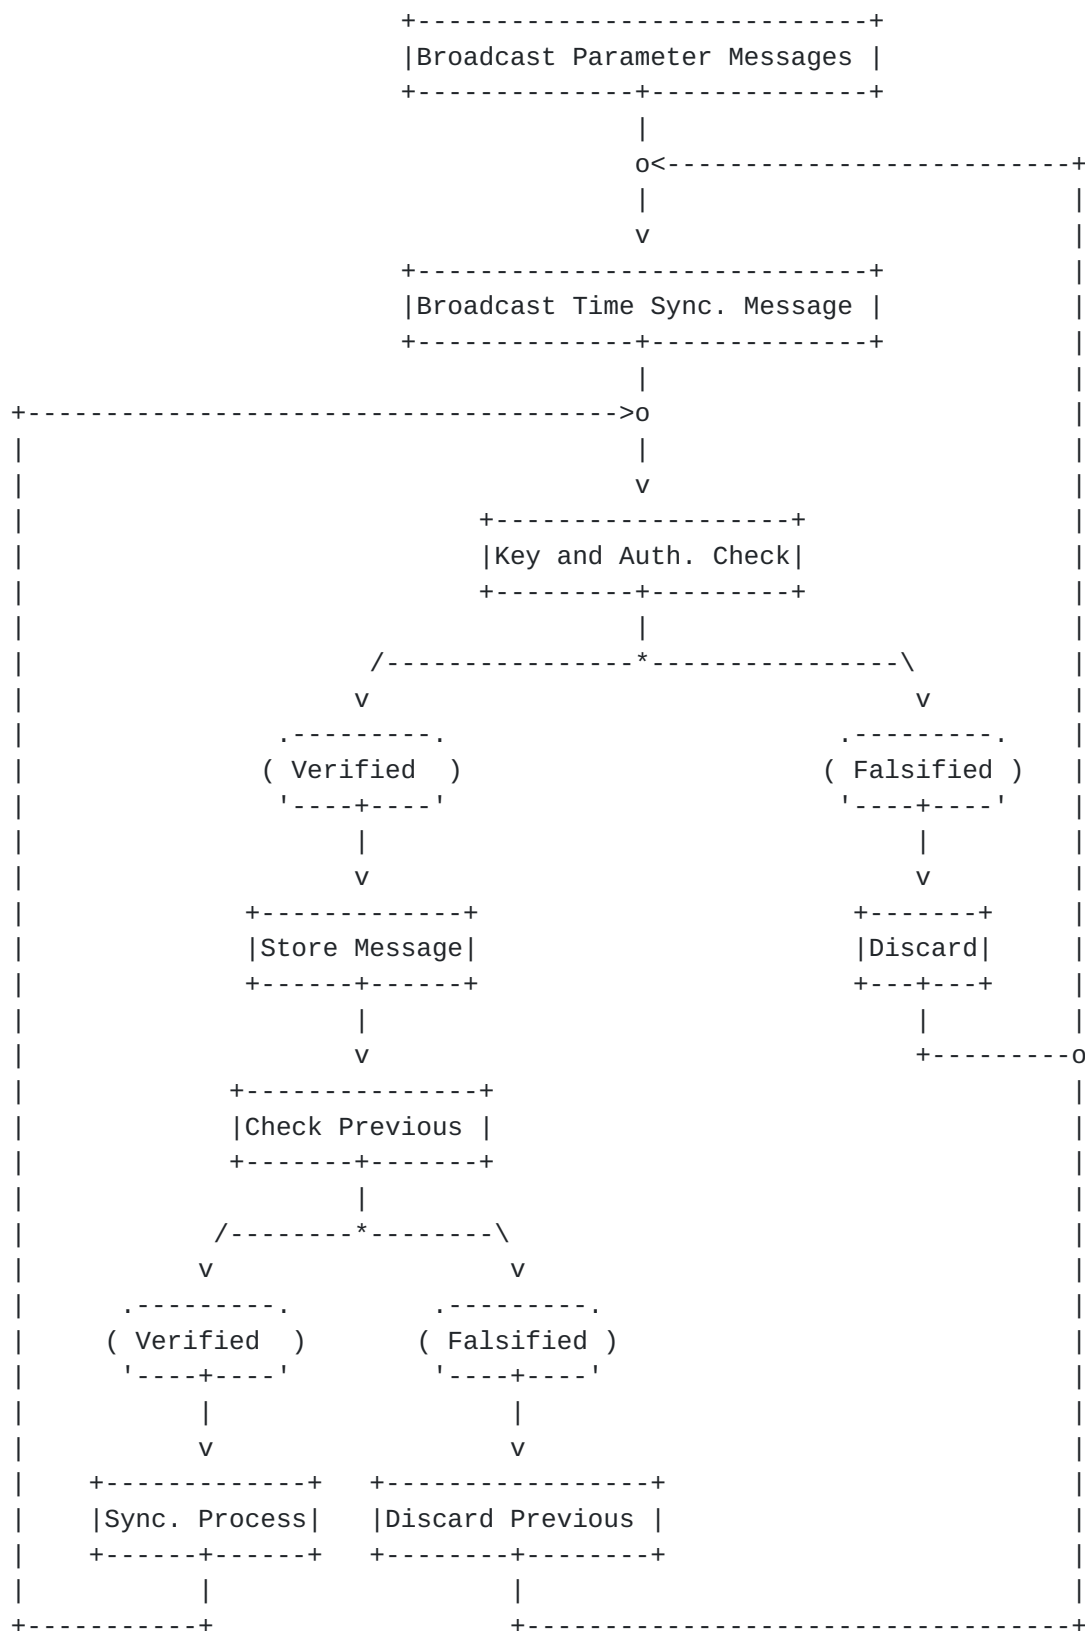 Broadcast Parameter Messages
Broadcast Time Sync. Message
Key and Auth. Check
Verified
Falsified
Store Message
Discard
Check Previous
Verified
Falsified
Sync. Process
Discard Previous